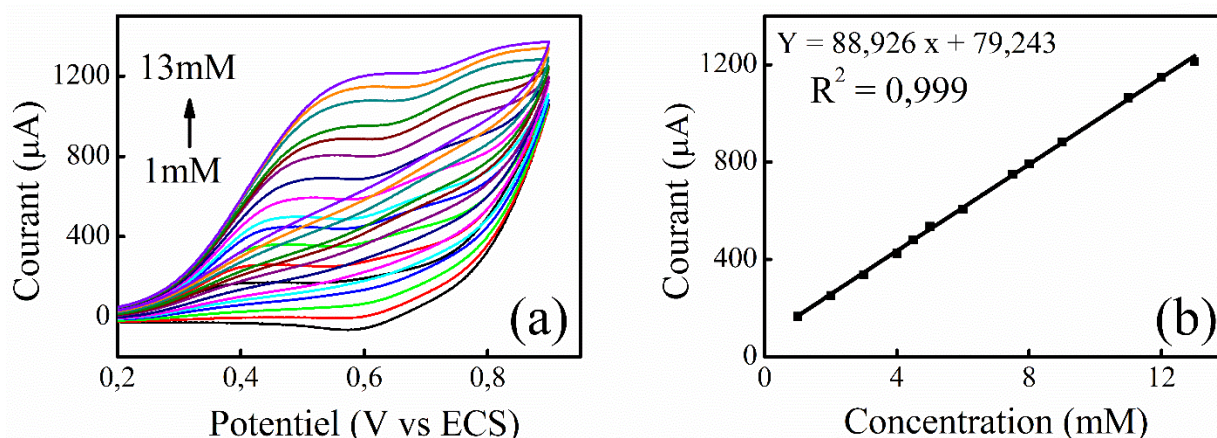 1200
800
400
0
Courant (µA)
13mM
1mM
(a)
0,2 0,4 0,6 0,8
Potentiel (V vs ECS)
Y = 88,926 x + 79,243
R² = 0,999
1200
800
400
0
Courant (µA)
(b)
0 4 8 12
Concentration (mM)